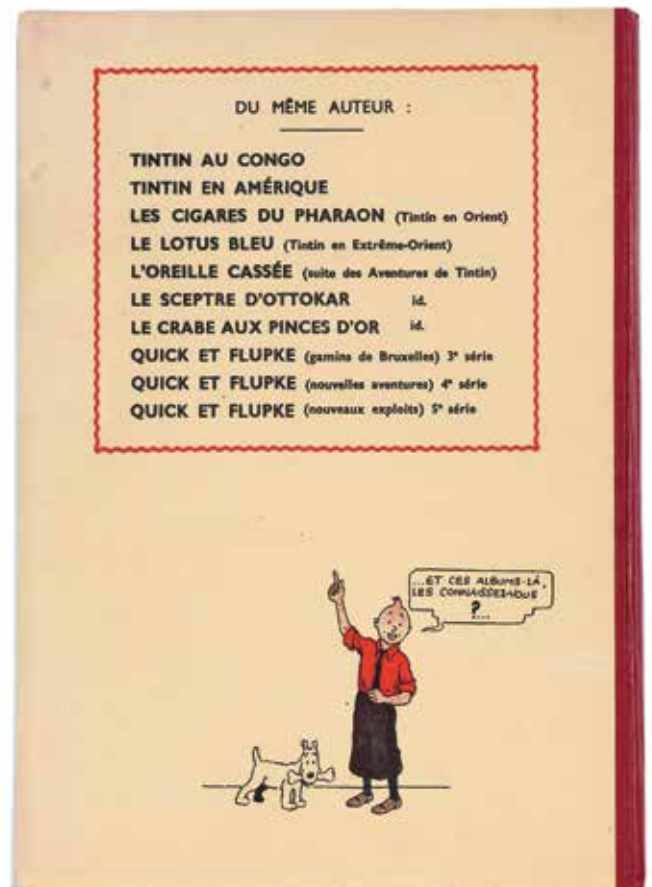 DU MÊME AUTEUR :
TINTIN AU CONGO
TINTIN EN AMÉRIQUE
LES CIGARES DU PHARAON (Tintin en Orient)
LE LOTUS BLEU (Tintin en Extrême-Orient)
L'OREILLE CASSÉE (suite des Aventures de Tintin)
LE SCEPTRE D'OTTOKAR id.
LE CRABE AUX PINCES D'OR id.
QUICK ET FLUPKE (gamins de Bruxelles) 3e série
QUICK ET FLUPKE (nouvelles aventures) 4e série
QUICK ET FLUPKE (nouveaux exploits) 5e série
...ET CES ALBUMS-LÀ,
LES CONNAISSEZ-VOUS
?...